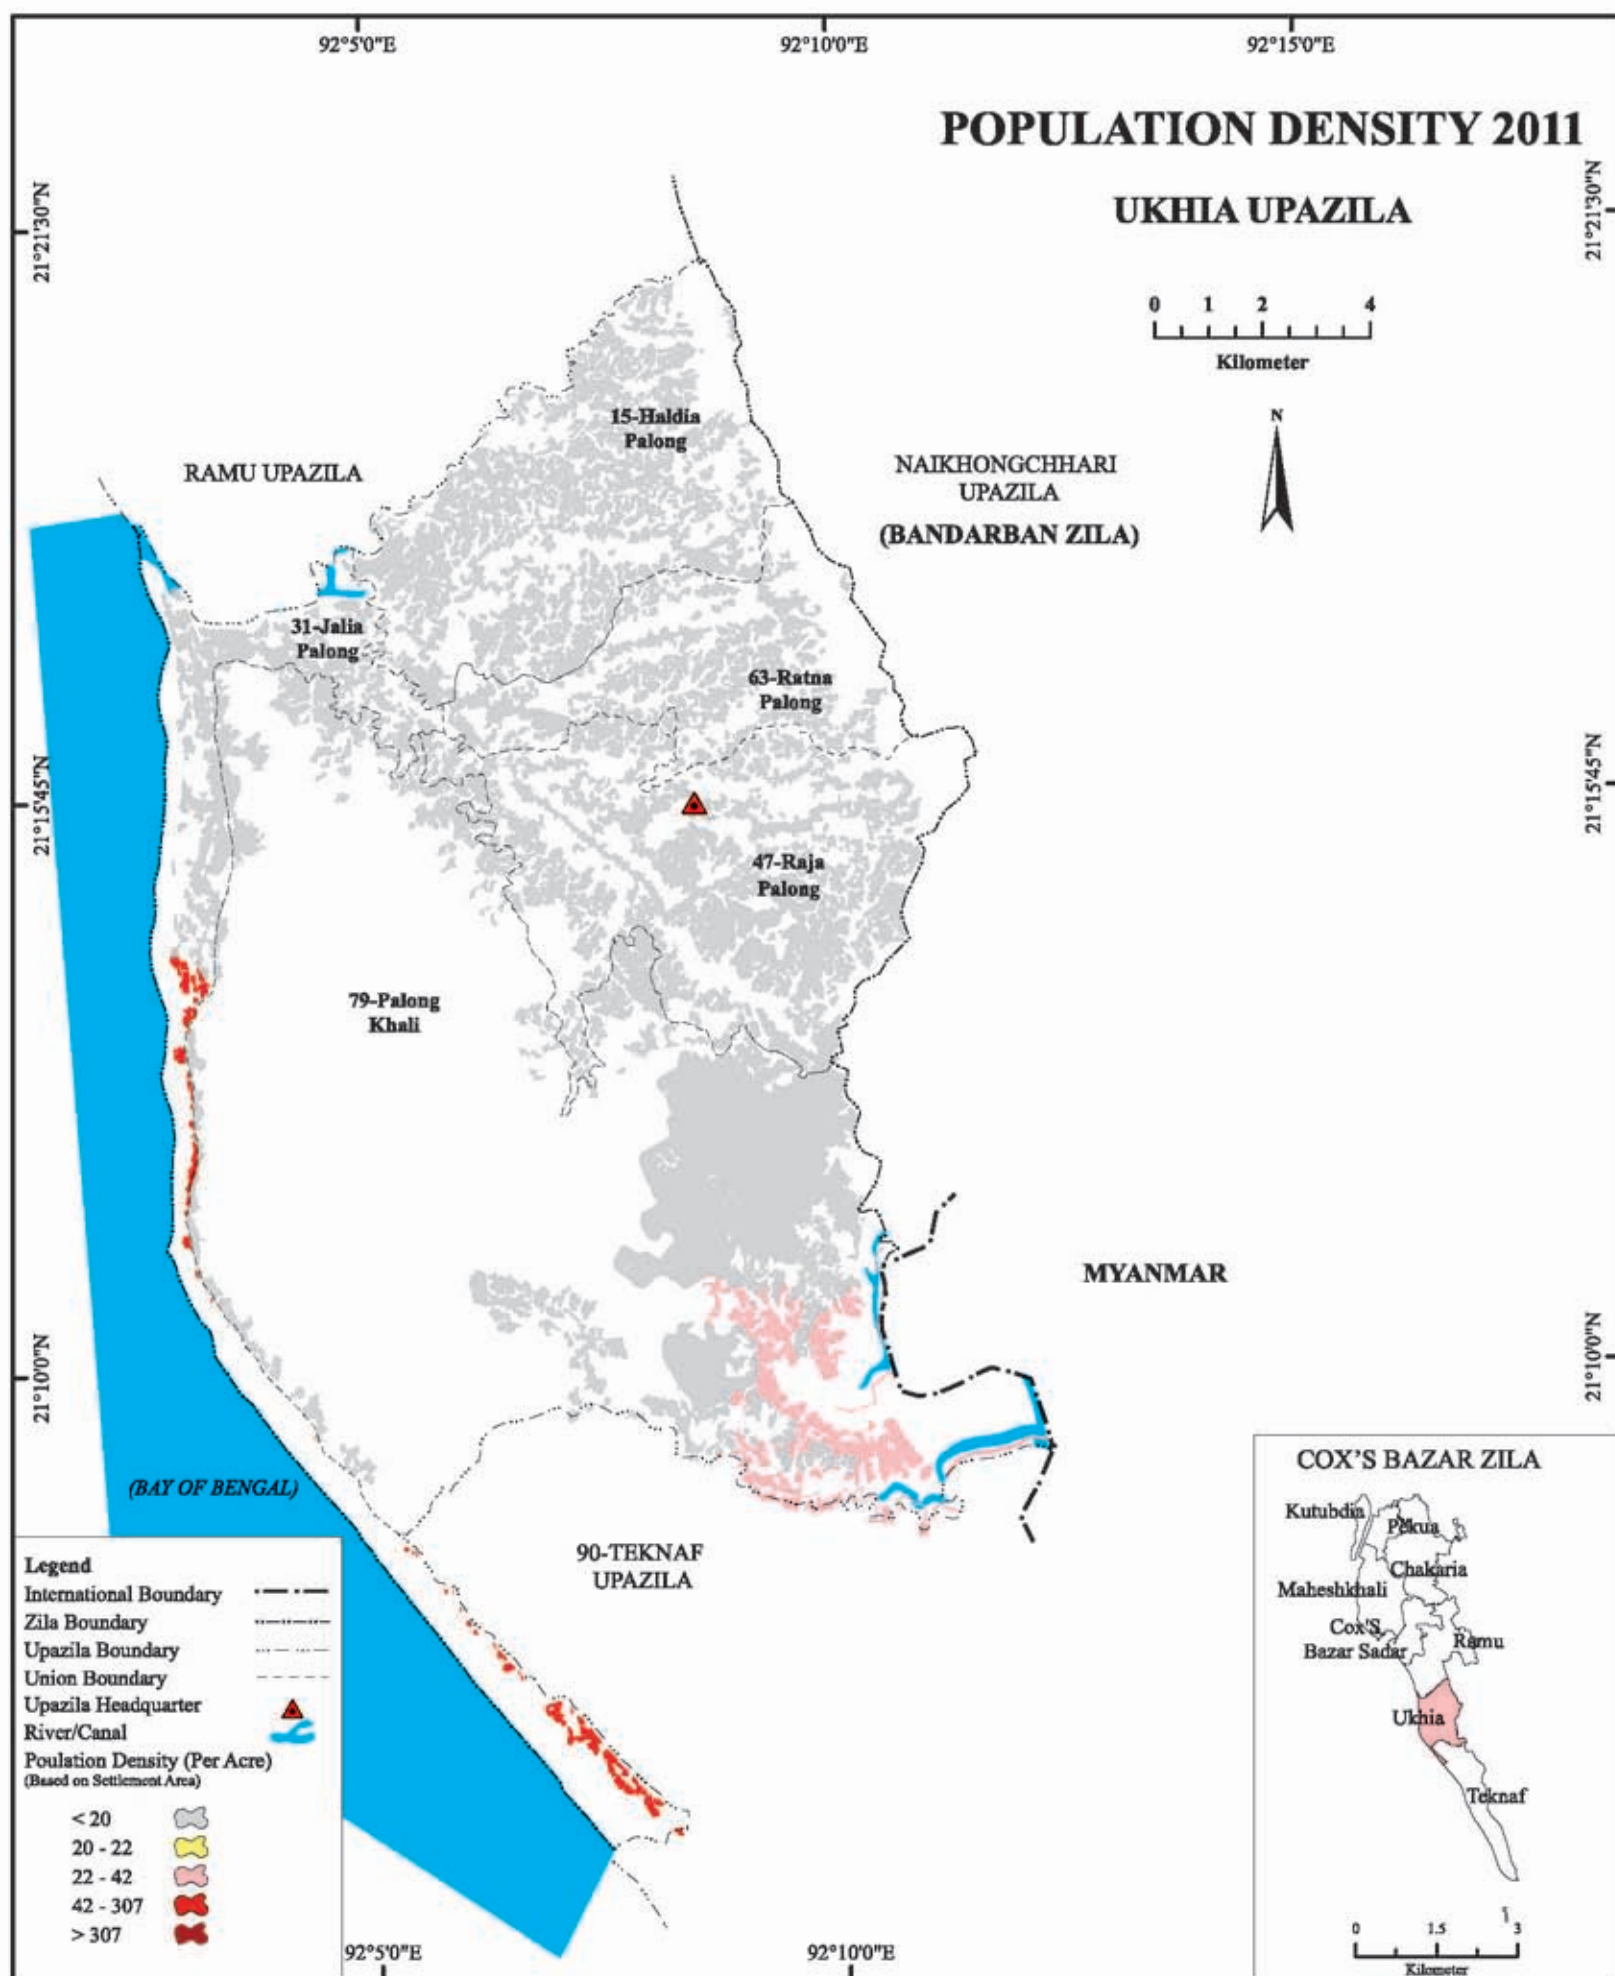 92°5'0"E
92°10'0"E
92°15'0"E
POPULATION DENSITY 2011
UKHIA UPAZILA
21°21'30"N
21°21'30"N
0 1 2 4
Kilometer
N
15-Haldia
Palong
RAMU UPAZILA
NAIKHONGCHHARI
UPAZILA
(BANDARBAN ZILA)
31-Jalia
Palong
63-Ratna
Palong
21°15'45"N
21°15'45"N
47-Raja
Palong
79-Palong
Khali
MYANMAR
21°10'0"N
21°10'0"N
(BAY OF BENGAL)
90-TEKNAF
UPAZILA
Legend
International Boundary
Zila Boundary
Upazila Boundary
Union Boundary
Upazila Headquarter
River/Canal
Poulation Density (Per Acre)
(Based on Settlement Area)
< 20
20 - 22
22 - 42
42 - 307
> 307
COX'S BAZAR ZILA
Kutubdia
Pekua
Chakaria
Maheshkhali
Cox'S
Bazar Sadar
Ramu
Ukhia
Teknaf
0 1.5 3
Kilometer
92°5'0"E
92°10'0"E